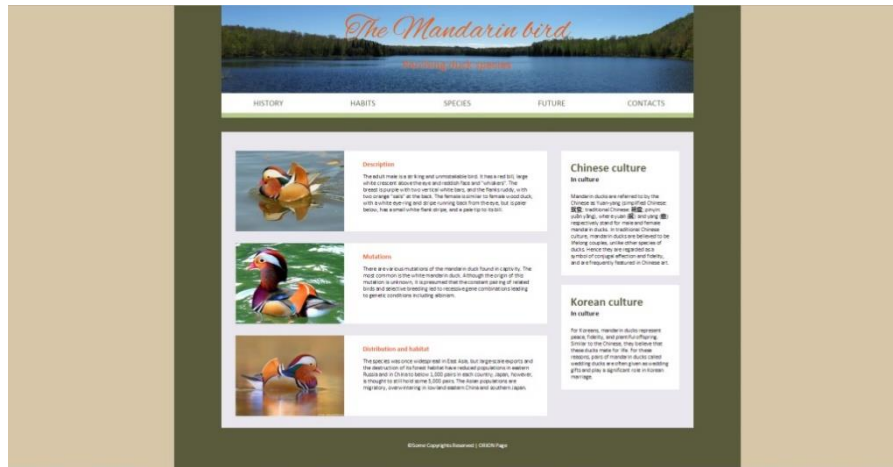 The Mandarin bird
HISTORY HABITS SPECIES FUTURE CONTACTS
Description
The adult male is a striking and unmistakable bird. It has a red bill, large
white crescent above the eye and reddish face and "whiskers". The
breast is purple with two vertical white bars, and the flanks ruddy, with
two orange "sails" at the back. The female is similar to female wood duck,
with a white eye-ring and stripe running back from the eye, but is paler
below, has a small white flank stripe, and a pale tip to its bill.
Mutations
There are various mutations of the mandarin duck found in captivity. The
most common is the white mandarin duck. Although the origin of this
mutation is unknown, it is presumed that the constant pairing of related
birds and selective breeding led to recessive gene combinations leading
to genetic conditions including albinism.
Distribution and habitat
The species was once widespread in East Asia, but large-scale exports and
the destruction of its forest habitat have reduced populations in eastern
Russia and in China to below 1,000 pairs in each country; Japan, however,
is thought to still hold some 5,000 pairs. The Asian populations are
migratory, overwintering in lowland eastern China and southern Japan.
Chinese culture
In culture
Mandarin ducks are referred to by the
Chinese as Yuan-yang (simplified Chinese:
traditional Chinese: pinyin:
yuān yāng), where yuan and yang
respectively stand for male and female
mandarin ducks. In traditional Chinese
culture, mandarin ducks are believed to be
lifelong couples, unlike other species of
ducks. Hence they are regarded as a
symbol of conjugal affection and fidelity,
and are frequently featured in Chinese art.
Korean culture
In culture
For Koreans, mandarin ducks represent
peace, fidelity, and plentiful offspring.
Similar to the Chinese, they believe that
these ducks mate for life. For these
reasons, pairs of mandarin ducks called
wedding ducks are often given as wedding
gifts and play a significant role in Korean
marriage.
©Some Copyrights Reserved | ORION Page